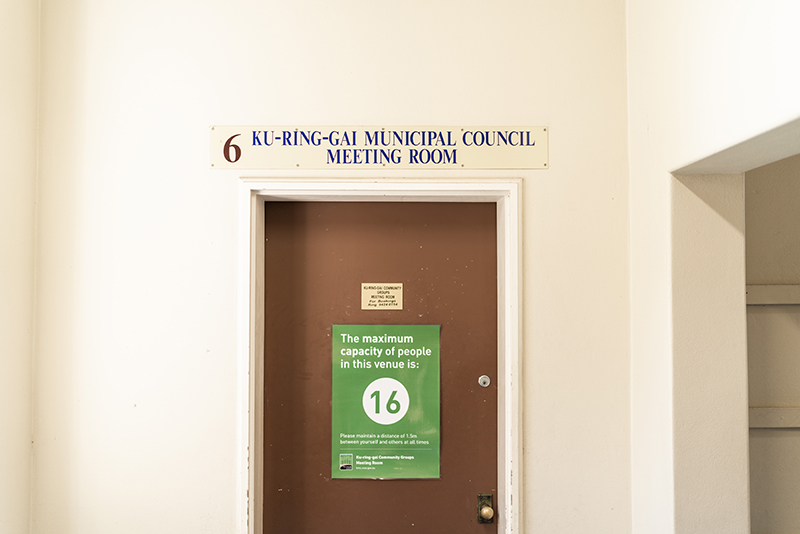 6 KU-RING-GAI MUNICIPAL COUNCIL
MEETING ROOM
KU-RING-GAI COMMUNITY
GROUPS
MEETING ROOM
For Bookings
The maximum
capacity of people
in this venue is:
16
Please maintain a distance of 1.5m
between yourself and others at all times
Ku-ring-gai Community Groups
Meeting Room